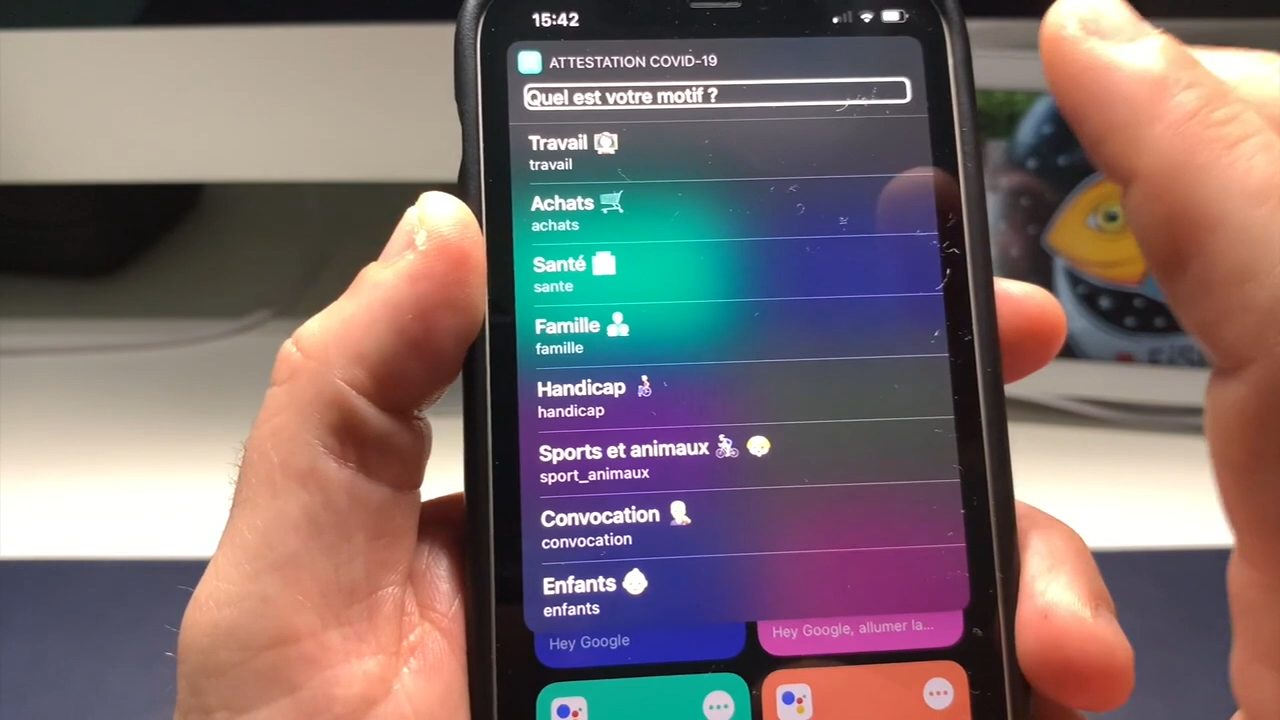 15:42
ATTESTATION COVID-19
Quel est votre motif ?
Travail
travail
Achats
achats
Santé
sante
Famille
famille
Handicap
handicap
Sports et animaux
sport_animaux
Convocation
convocation
Enfants
enfants
Hey Google
Hey Google, allumer la...